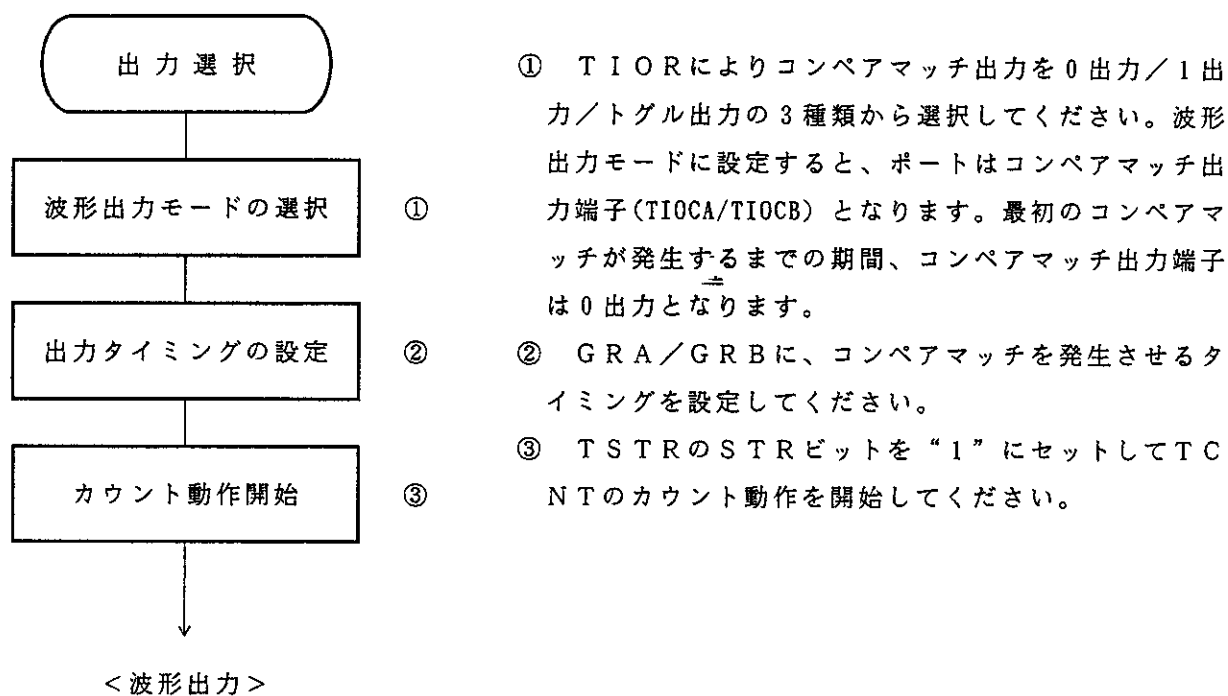 出力選択
波形出力モードの選択 ①
出力タイミングの設定 ②
カウント動作開始 ③
<波形出力>
① TIORによりコンペアマッチ出力を0出力/1出
力/トグル出力の3種類から選択してください。波形
出力モードに設定すると、ポートはコンペアマッチ出
力端子(TIOCA/TIOCB) となります。最初のコンペアマ
ッチが発生するまでの期間、コンペアマッチ出力端子
は0出力となります。
② GRA/GRBに、コンペアマッチを発生させるタ
イミングを設定してください。
③ TSTRのSTRビットを“1”にセットしてTC
NTのカウント動作を開始してください。